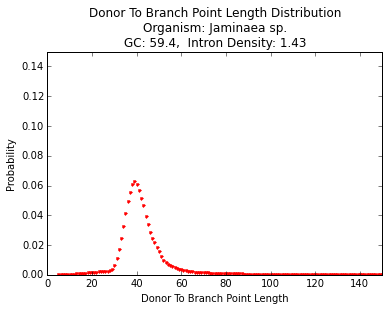 Donor To Branch Point Length Distribution
Organism: Jaminaea sp.
GC: 59.4,  Intron Density: 1.43
0.14
0.12
0.10
0.08
0.06
0.04
0.02
0.00
Probability
0 20 40 60 80 100 120 140
Donor To Branch Point Length